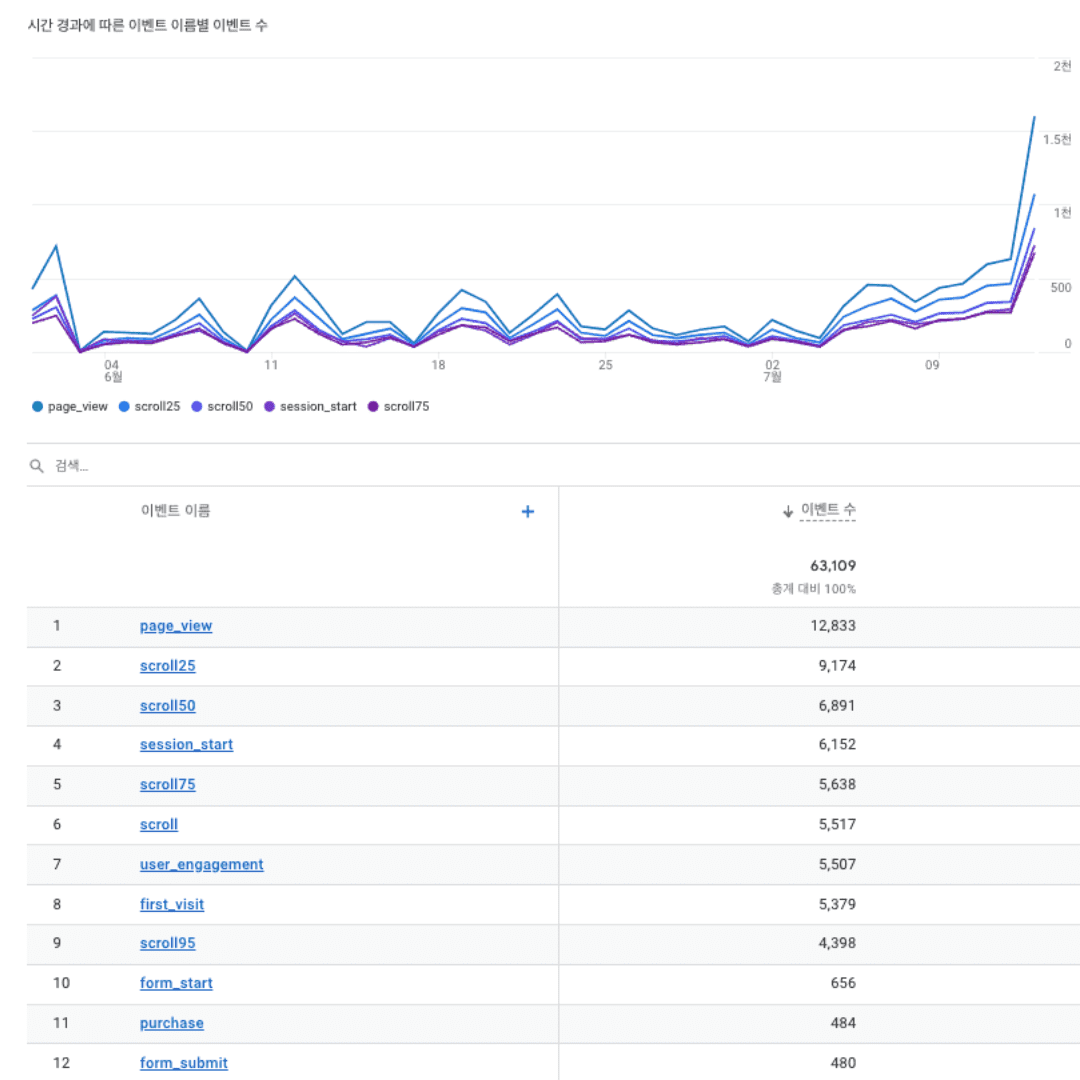 시간 경과에 따른 이벤트 이름별 이벤트 수
2천
1.5천
1천
500
0
04 11 18 25 02 09
6월 7월
page_view scroll25 scroll50 session_start scroll75
검색...
이벤트 이름 + ↓ 이벤트 수
63,109
총계 대비 100%
1 page_view 12,833
2 scroll25 9,174
3 scroll50 6,891
4 session_start 6,152
5 scroll75 5,638
6 scroll 5,517
7 user_engagement 5,507
8 first_visit 5,379
9 scroll95 4,398
10 form_start 656
11 purchase 484
12 form_submit 480